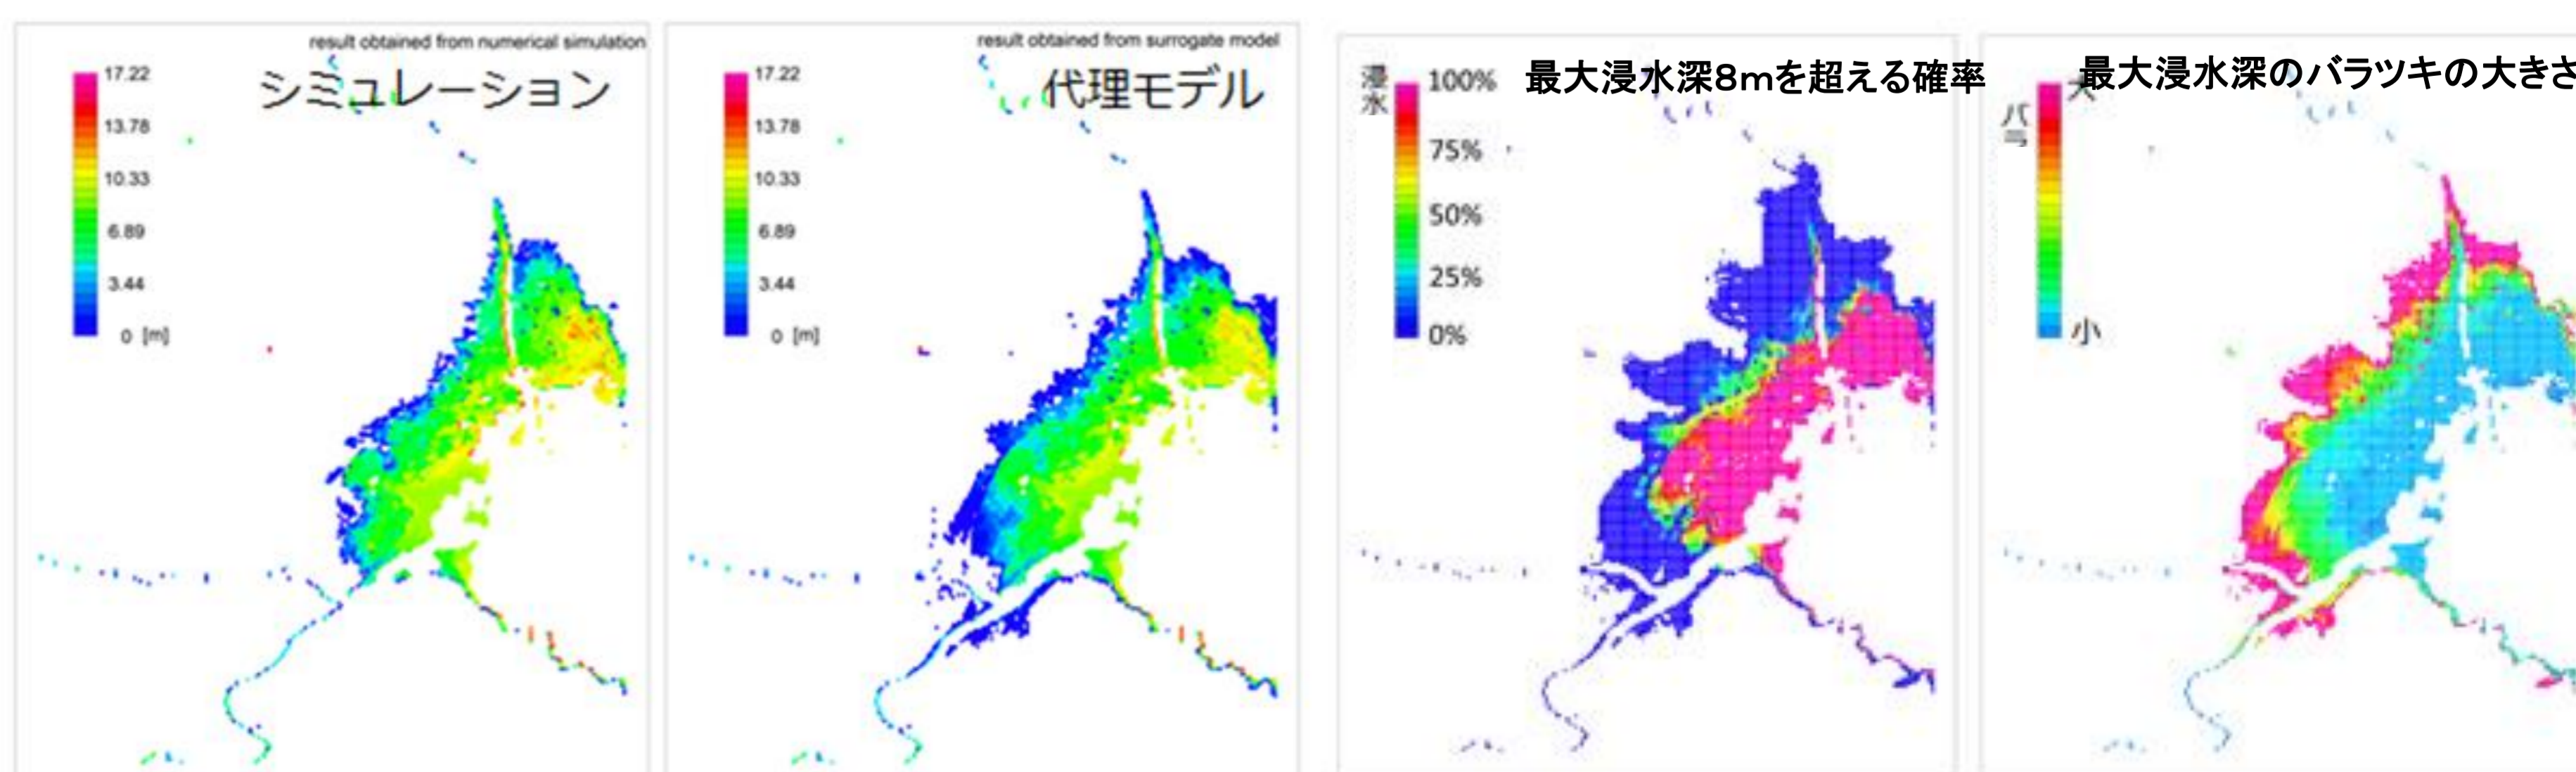 result obtained from numerical simulation
シミュレーション
17.22
13.78
10.33
6.89
3.44
0 [m]
result obtained from surrogate model
代理モデル
17.22
13.78
10.33
6.89
3.44
0 [m]
最大浸水深8mを超える確率
浸水
100%
75%
50%
25%
0%
最大浸水深のバラツキの大きさ
大
バラ
小